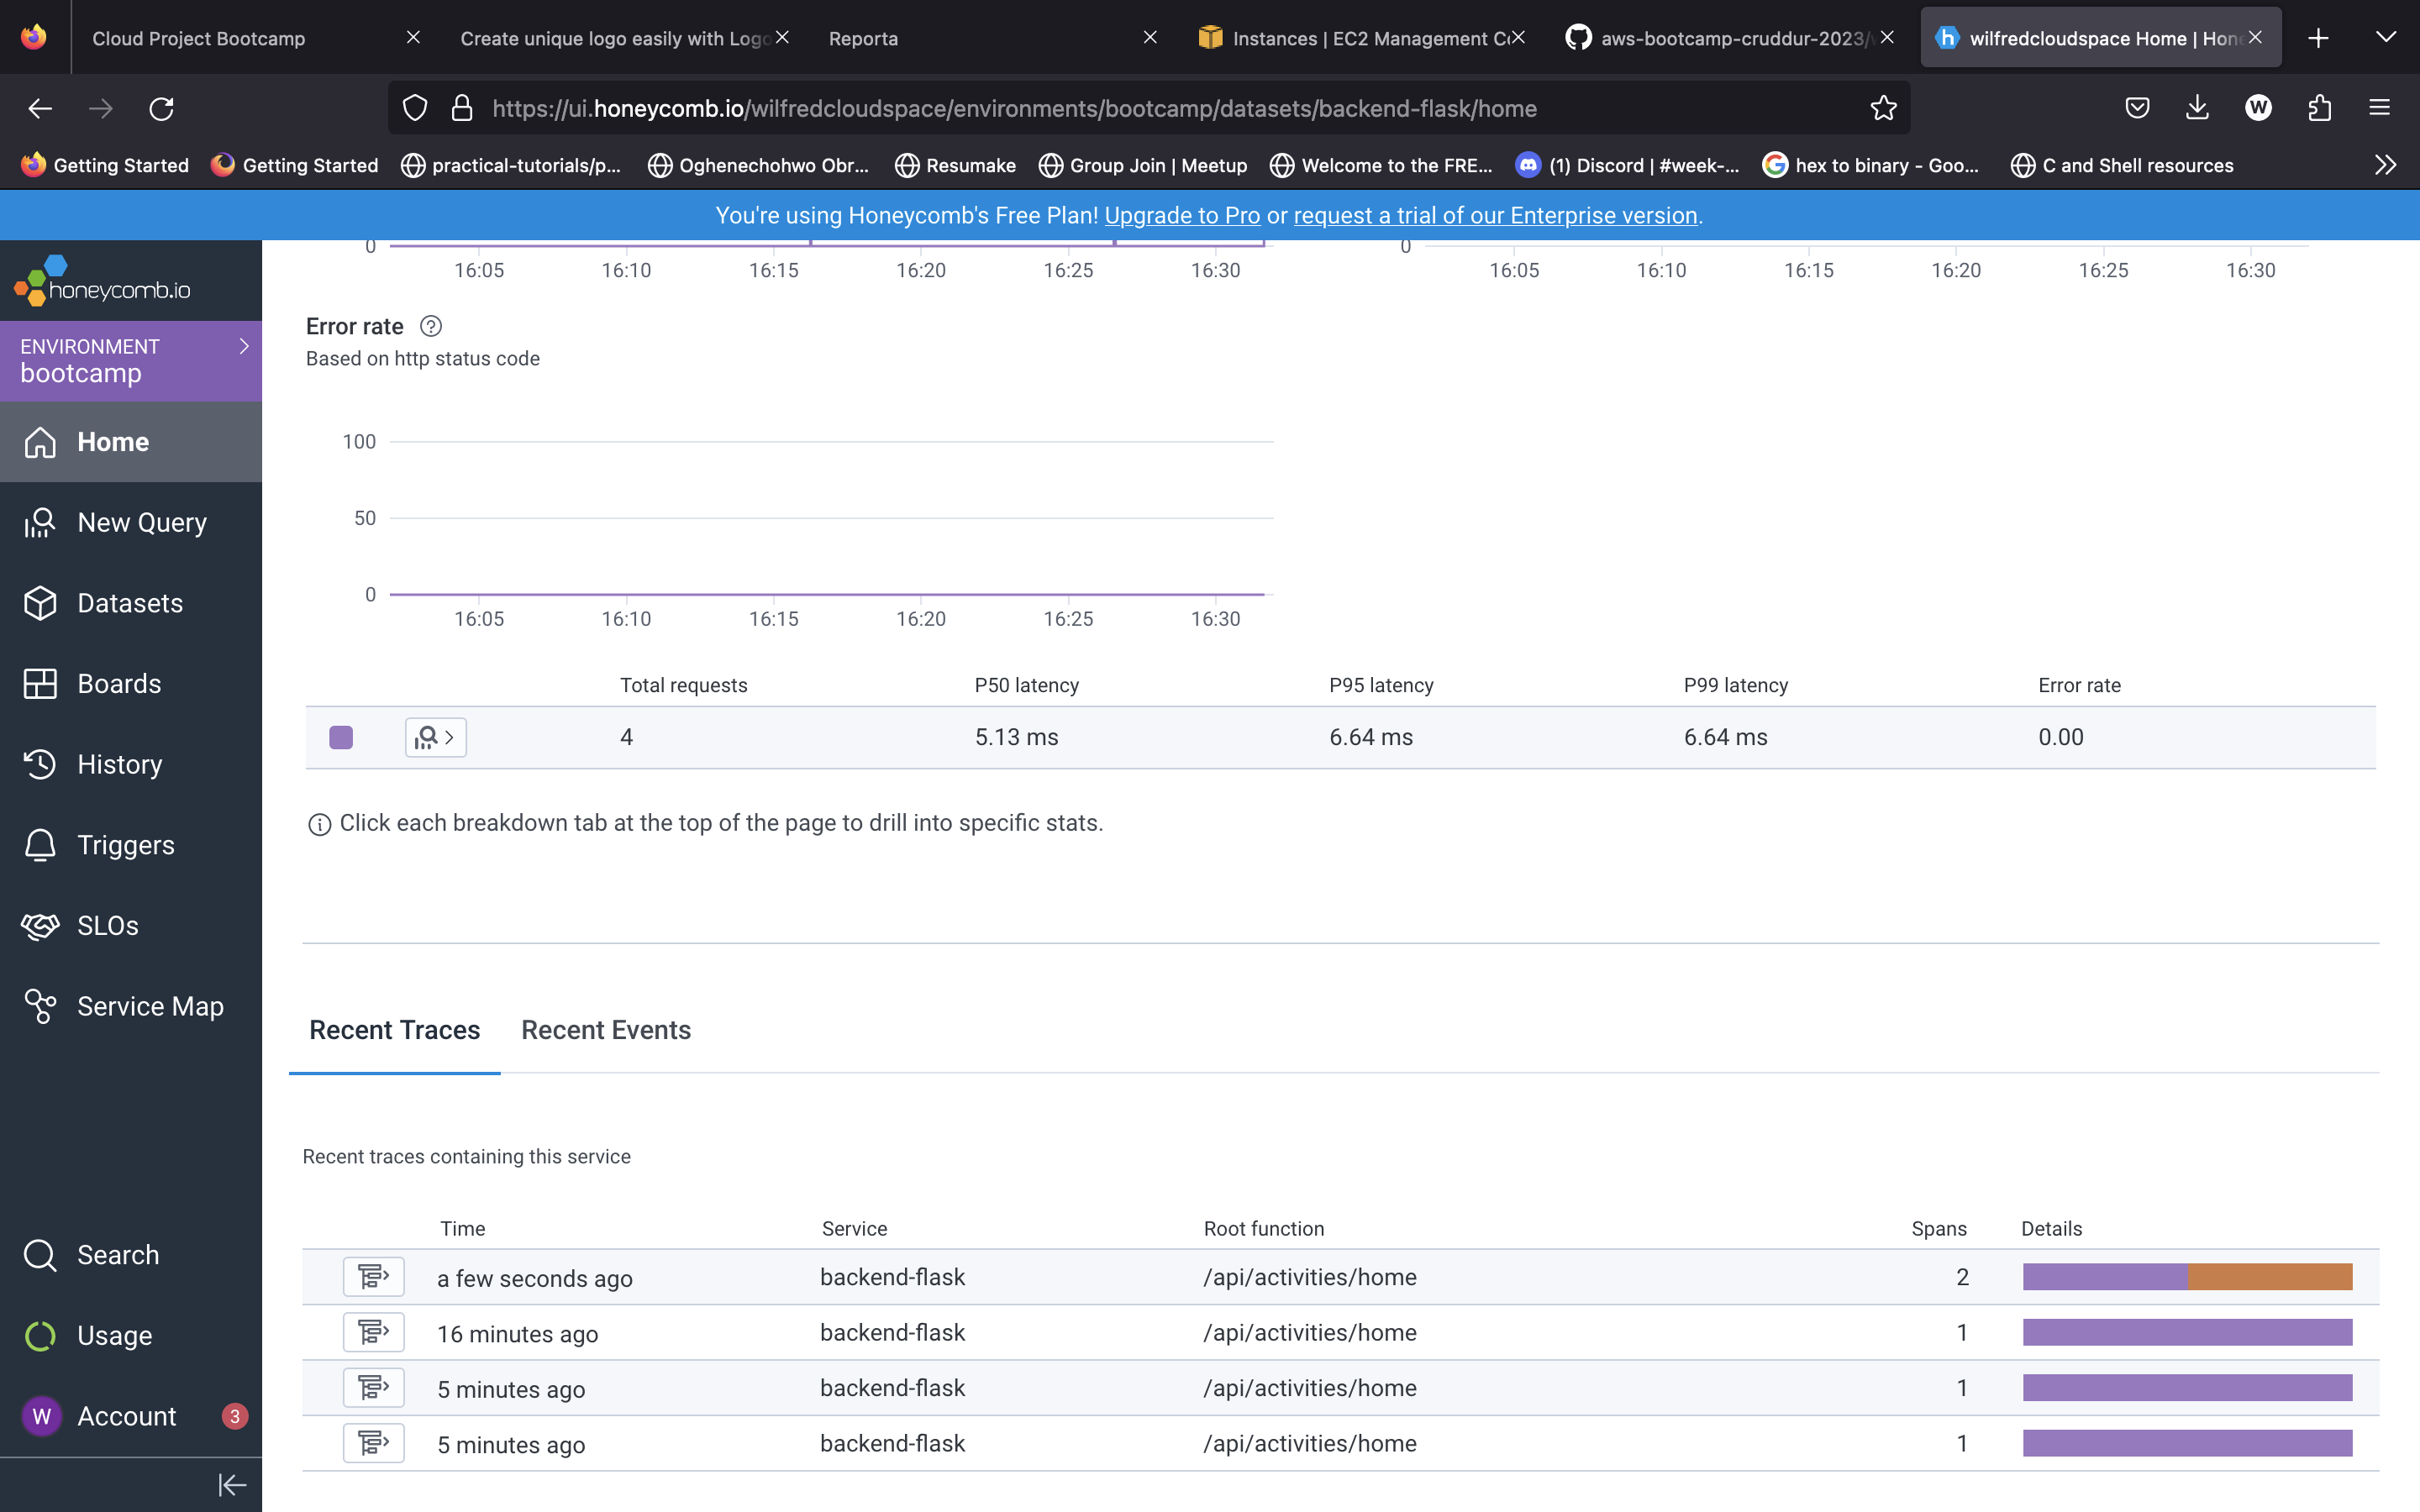 Cloud Project Bootcamp
Create unique logo easily with Logo
Reporta
Instances | EC2 Management Co
aws-bootcamp-cruddur-2023/
wilfredcloudspace Home | Hon
https://ui.honeycomb.io/wilfredcloudspace/environments/bootcamp/datasets/backend-flask/home
W
Getting Started
Getting Started
practical-tutorials/p...
Oghenechohwo Obr...
Resumake
Group Join | Meetup
Welcome to the FRE...
(1) Discord | #week-...
hex to binary - Goo...
C and Shell resources
You're using Honeycomb's Free Plan! Upgrade to Pro or request a trial of our Enterprise version.
honeycomb.io
ENVIRONMENT
bootcamp
Home
New Query
Datasets
Boards
History
Triggers
SLOs
Service Map
Search
Usage
W Account 3
0
16:05 16:10 16:15 16:20 16:25 16:30
0
16:05 16:10 16:15 16:20 16:25 16:30
Error rate ?
Based on http status code
100
50
0
16:05 16:10 16:15 16:20 16:25 16:30
Total requests P50 latency P95 latency P99 latency Error rate
4 5.13 ms 6.64 ms 6.64 ms 0.00
Click each breakdown tab at the top of the page to drill into specific stats.
Recent Traces Recent Events
Recent traces containing this service
Time Service Root function Spans Details
a few seconds ago backend-flask /api/activities/home 2
16 minutes ago backend-flask /api/activities/home 1
5 minutes ago backend-flask /api/activities/home 1
5 minutes ago backend-flask /api/activities/home 1